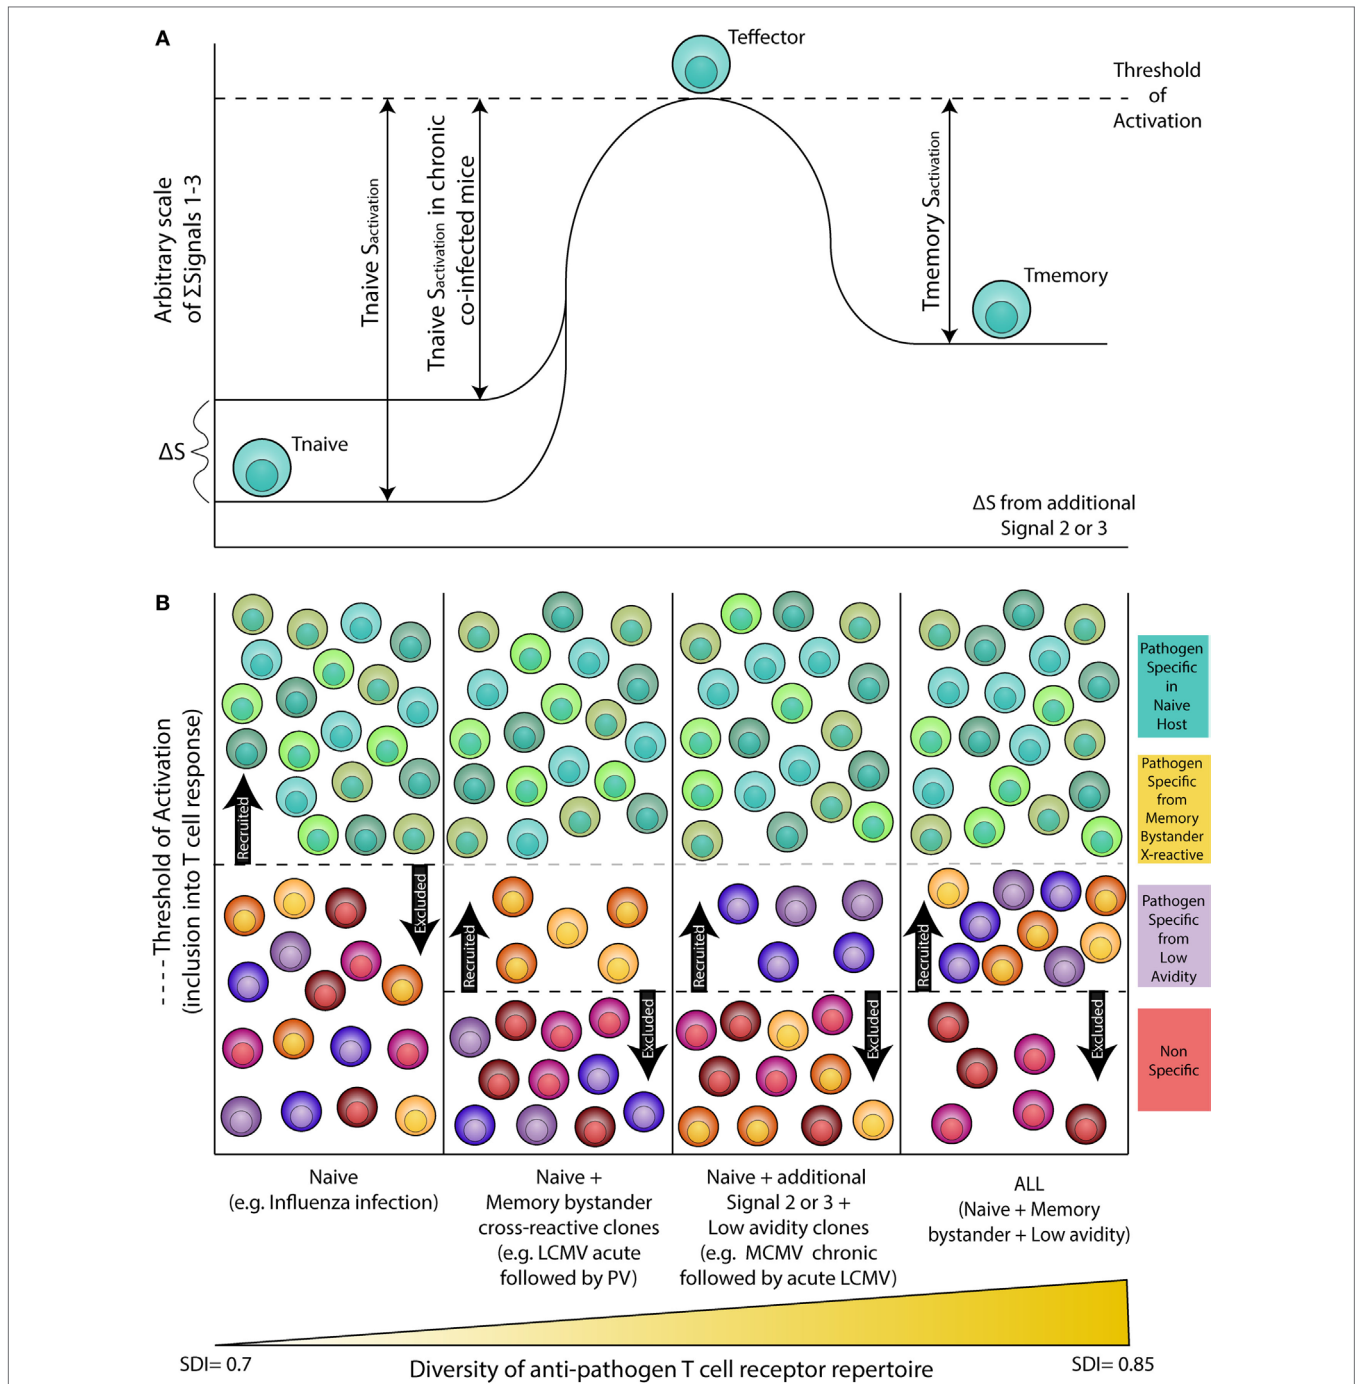 A
Teffector
Threshold
of
Activation
Arbitrary scale
of ΣSignals 1-3
Tnaive Sactivation
Tnaive Sactivation in chronic
co-infected mice
Tmemory Sactivation
Tmemory
ΔS
Tnaive
ΔS from additional
Signal 2 or 3
B
----Threshold of Activation
(inclusion into T cell response)
Recruited
Excluded
Recruited
Excluded
Recruited
Excluded
Recruited
Excluded
Pathogen
Specific
in
Naive
Host
Pathogen
Specific
from
Memory
Bystander
X-reactive
Pathogen
Specific
from
Low
Avidity
Non
Specific
Naive
(e.g. Influenza infection)
Naive +
Memory bystander
cross-reactive clones
(e.g. LCMV acute
followed by PV)
Naive + additional
Signal 2 or 3 +
Low avidity clones
(e.g. MCMV chronic
followed by acute LCMV)
ALL
(Naive + Memory
bystander + Low avidity)
SDI= 0.7
Diversity of anti-pathogen T cell receptor repertoire
SDI= 0.85